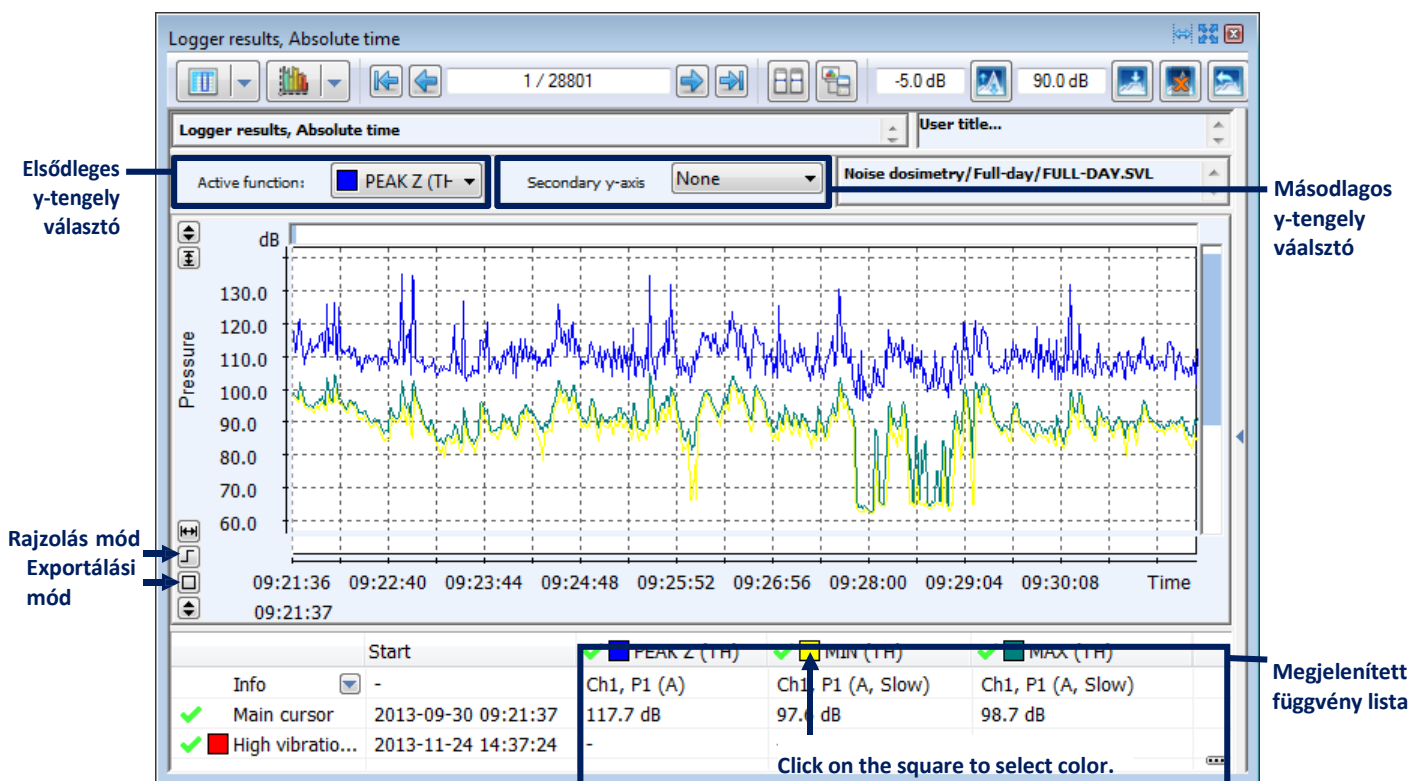 Logger results, Absolute time
1 / 28801
-5.0 dB
90.0 dB
Logger results, Absolute time
User title...
Elsődleges
y-tengely
választó
Active function:
PEAK Z (TH
Secondary y-axis
None
Noise dosimetry/Full-day/FULL-DAY.SVL
Másodlagos
y-tengely
váalsztó
dB
130.0
120.0
110.0
100.0
90.0
80.0
70.0
60.0
Pressure
Rajzolás mód
Exportálási
mód
09:21:36 09:22:40 09:23:44 09:24:48 09:25:52 09:26:56 09:28:00 09:29:04 09:30:08 Time
09:21:37
Start PEAK Z (TH) MIN (TH) MAX (TH)
Info - Ch1, P1 (A) Ch1, P1 (A, Slow) Ch1, P1 (A, Slow)
Main cursor 2013-09-30 09:21:37 117.7 dB 97.6 dB 98.7 dB
High vibratio... 2013-11-24 14:37:24 -
Megjelenített
függvény lista
Click on the square to select color.